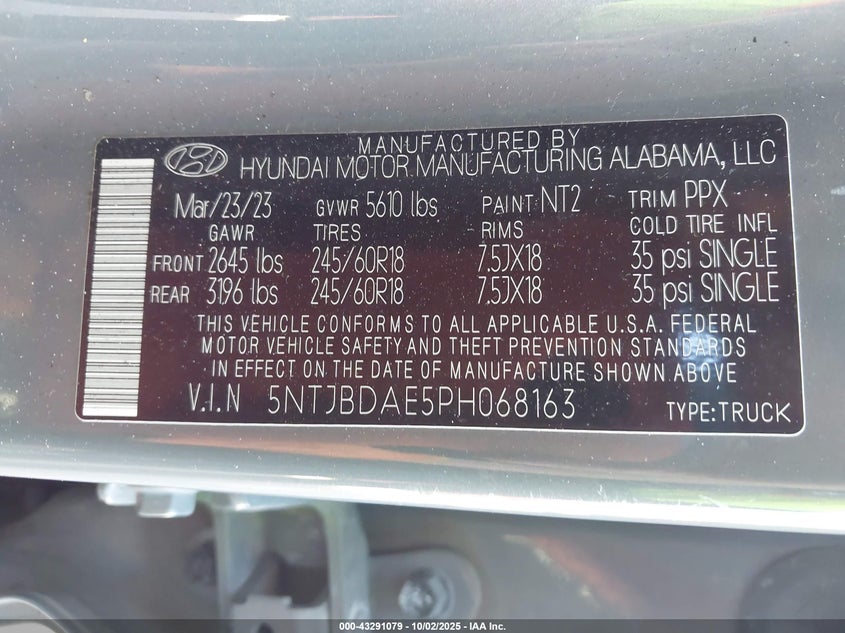 MANUFACTURED BY
HYUNDAI MOTOR MANUFACTURING ALABAMA, LLC
Mar/23/23 GVWR 5610 lbs PAINT NT2 TRIM PPX
GAWR TIRES RIMS COLD TIRE INFL
FRONT 2645 lbs 245/60R18 7.5JX18 35 psi SINGLE
REAR 3196 lbs 245/60R18 7.5JX18 35 psi SINGLE
THIS VEHICLE CONFORMS TO ALL APPLICABLE U.S.A. FEDERAL
MOTOR VEHICLE SAFETY AND THEFT PREVENTION STANDARDS
IN EFFECT ON THE DATE OF MANUFACTURE SHOWN ABOVE
V.I.N 5NTJBDAE5PH068163 TYPE:TRUCK
000-43291079 - 10/02/2025 - IAA Inc.